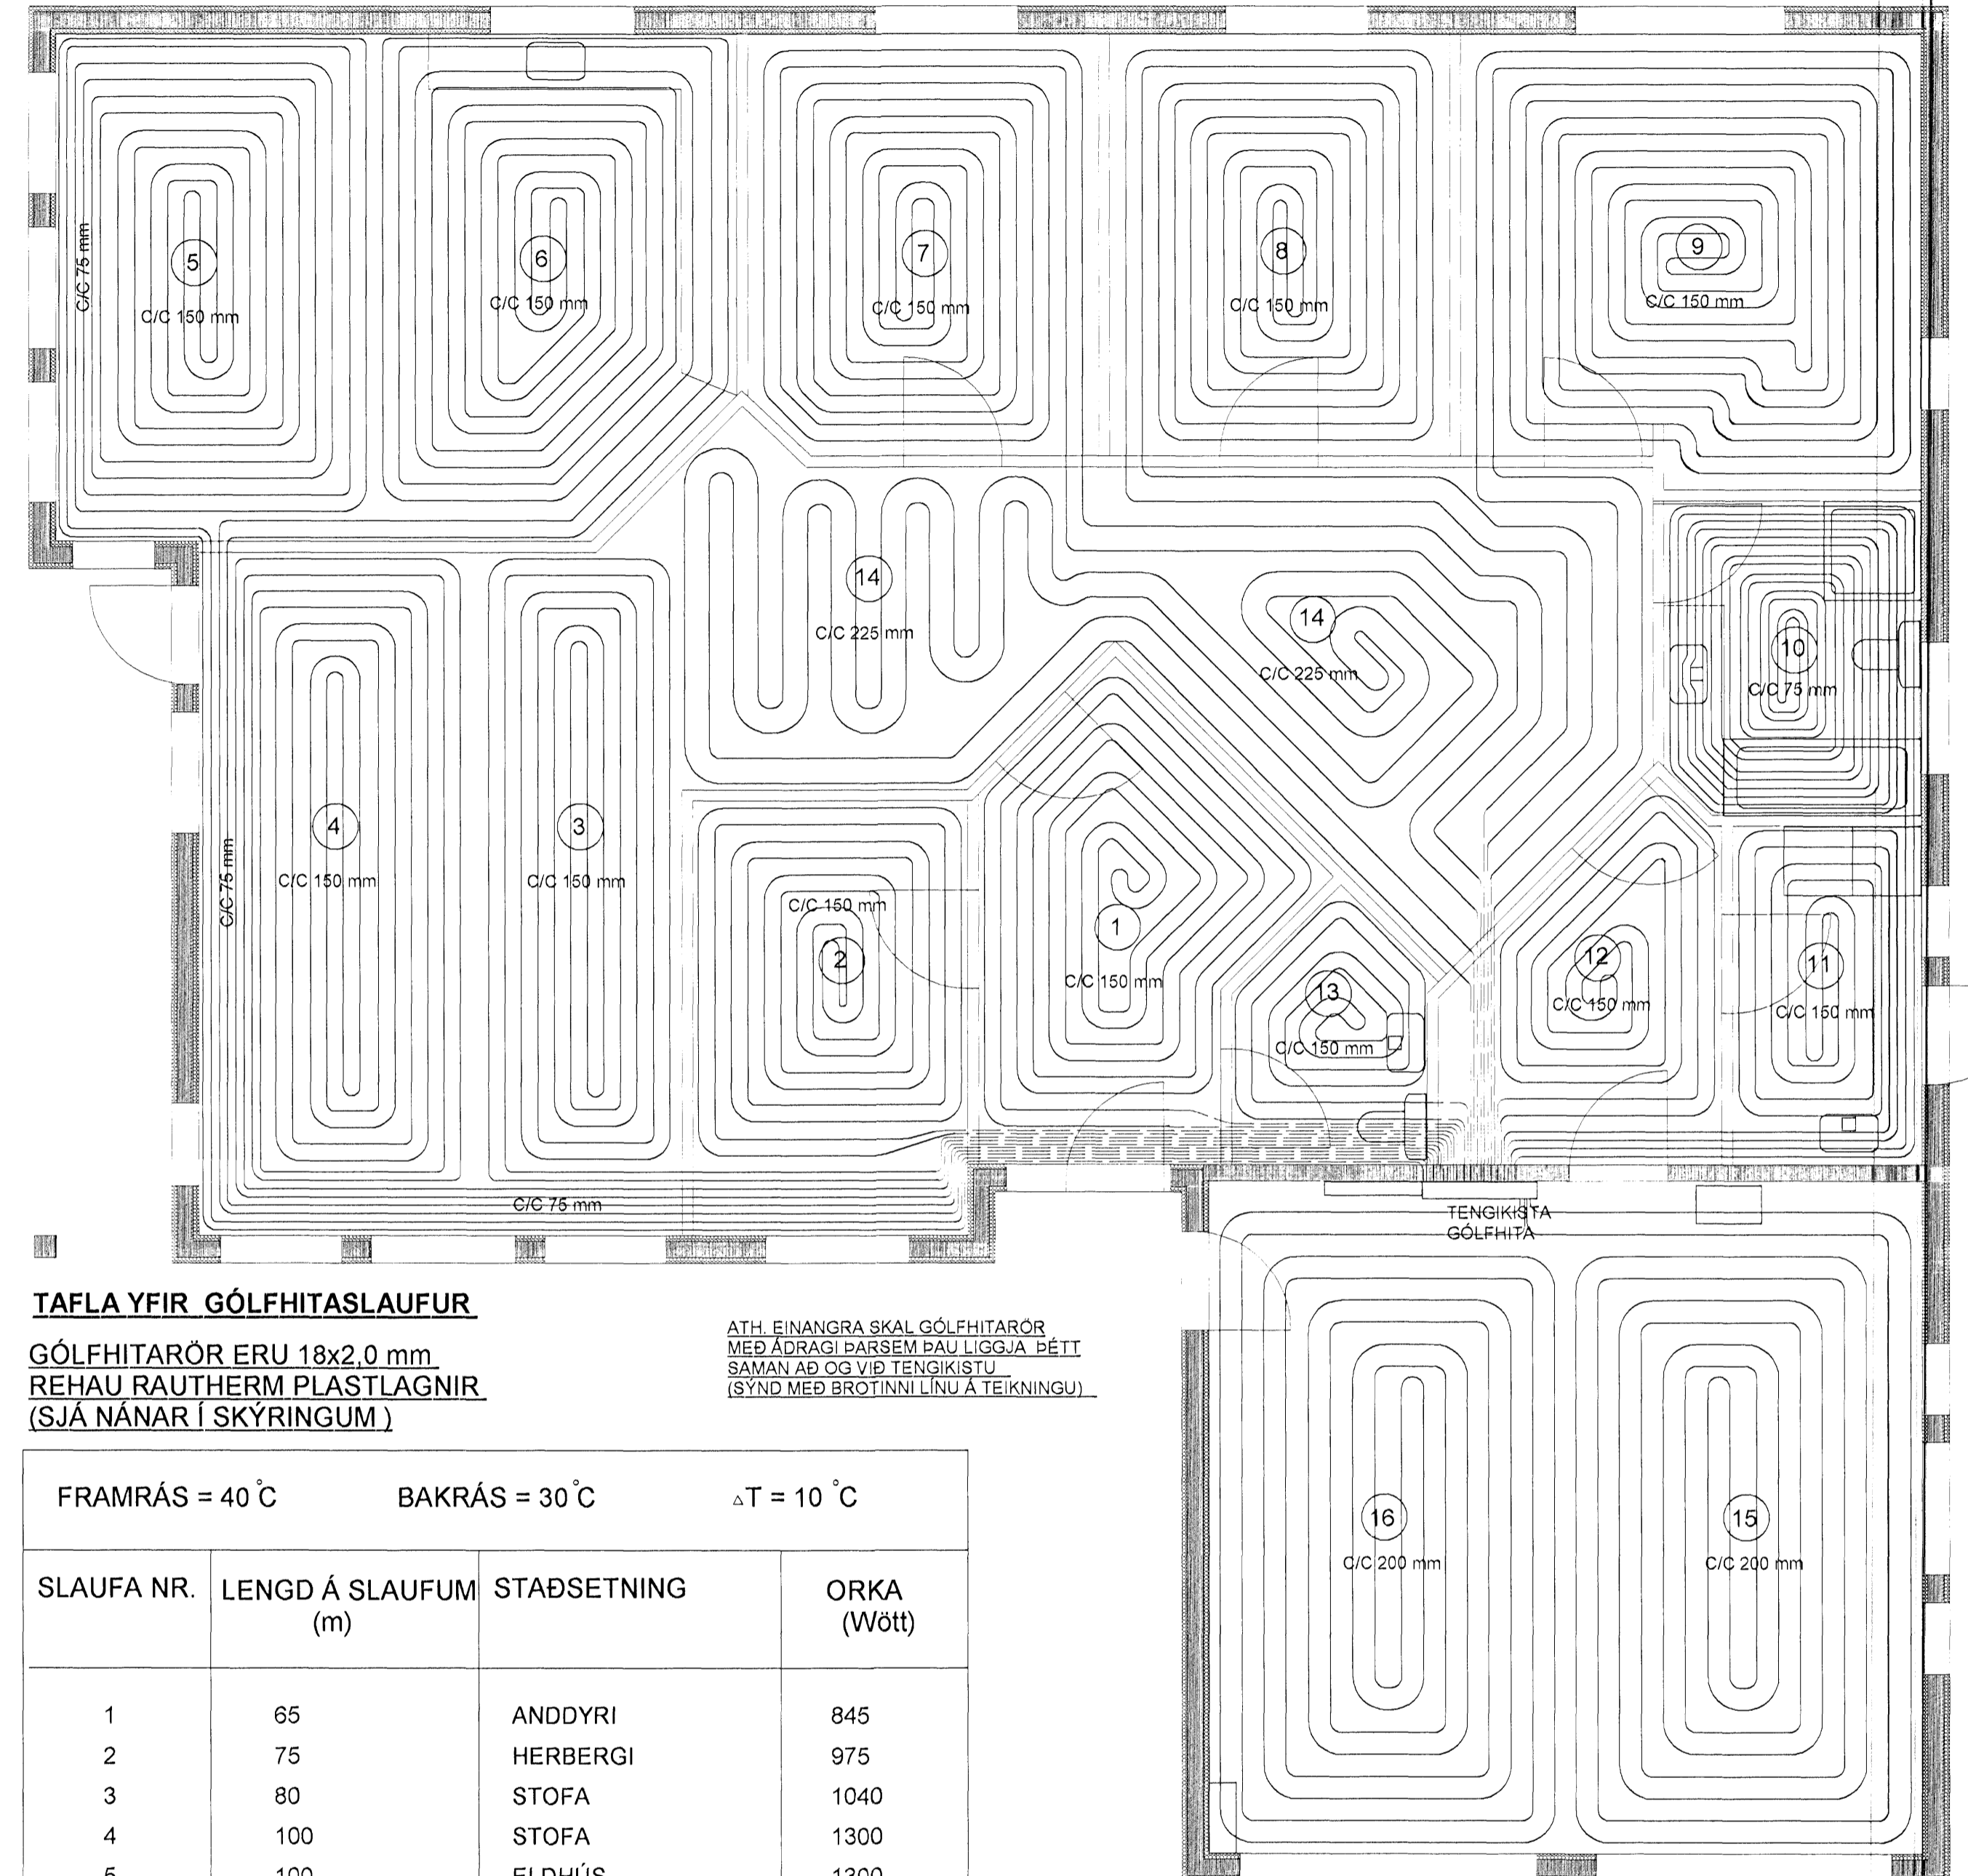 5
C/C 150 mm
C/C 75 mm
6
C/C 150 mm
7
C/C 150 mm
8
C/C 150 mm
9
C/C 150 mm
14
C/C 225 mm
14
C/C 225 mm
10
C/C 75 mm
4
C/C 150 mm
C/C 75 mm
3
C/C 150 mm
C/C 150 mm
2
1
C/C 150 mm
13
C/C 150 mm
12
C/C 150 mm
11
C/C 150 mm
C/C 75 mm
TENGIKISTA
GÓLFHITA
16
C/C 200 mm
15
C/C 200 mm
TAFLA YFIR GÓLFHITASLAUFUR
GÓLFHITARÖR ERU 18x2,0 mm
REHAU RAUTHERM PLASTLAGNIR
(SJÁ NÁNAR Í SKÝRINGUM )
ATH. EINANGRA SKAL GÓLFHITARÖR
MEÐ ÁDRAGI ÞARSEM ÞAU LIGGJA ÞÉTT
SAMAN AÐ OG VIÐ TENGIKISTU
(SÝND MEÐ BROTINNI LÍNU Á TEIKNINGU)
FRAMRÁS = 40 °C BAKRÁS = 30 °C △T = 10 °C
SLAUFA NR. LENGD Á SLAUFUM (m) STAÐSETNING ORKA (Wött)
1 65 ANDDYRI 845
2 75 HERBERGI 975
3 80 STOFA 1040
4 100 STOFA 1300
5 100 ELDHÚS 1300